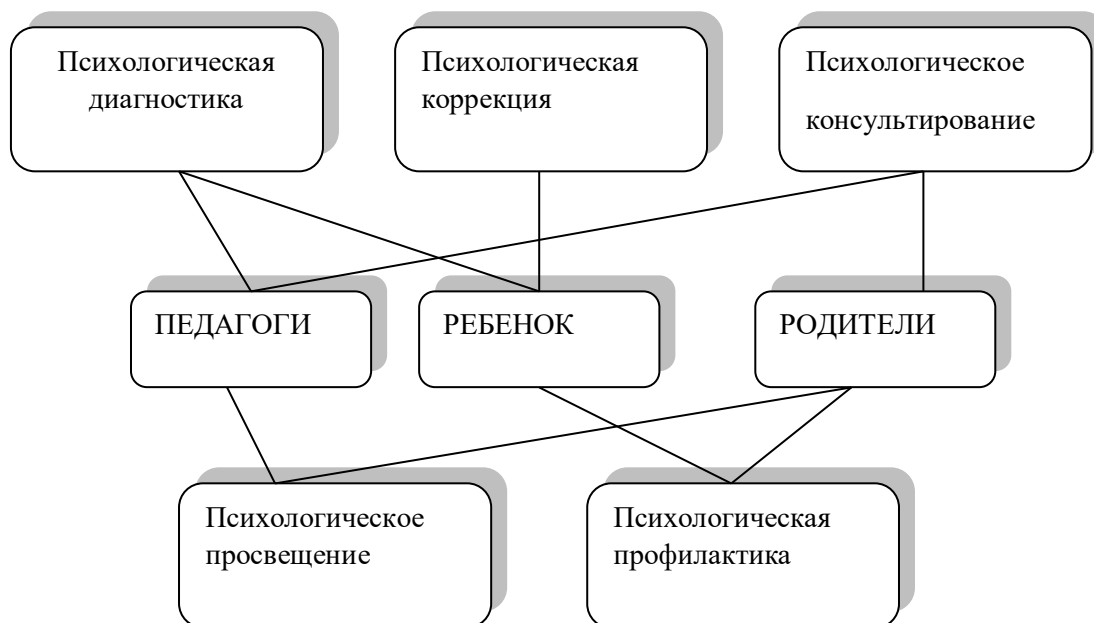 Психологическая
диагностика
Психологическая
коррекция
Психологическое
консультирование
ПЕДАГОГИ
РЕБЕНОК
РОДИТЕЛИ
Психологическое
просвещение
Психологическая
профилактика